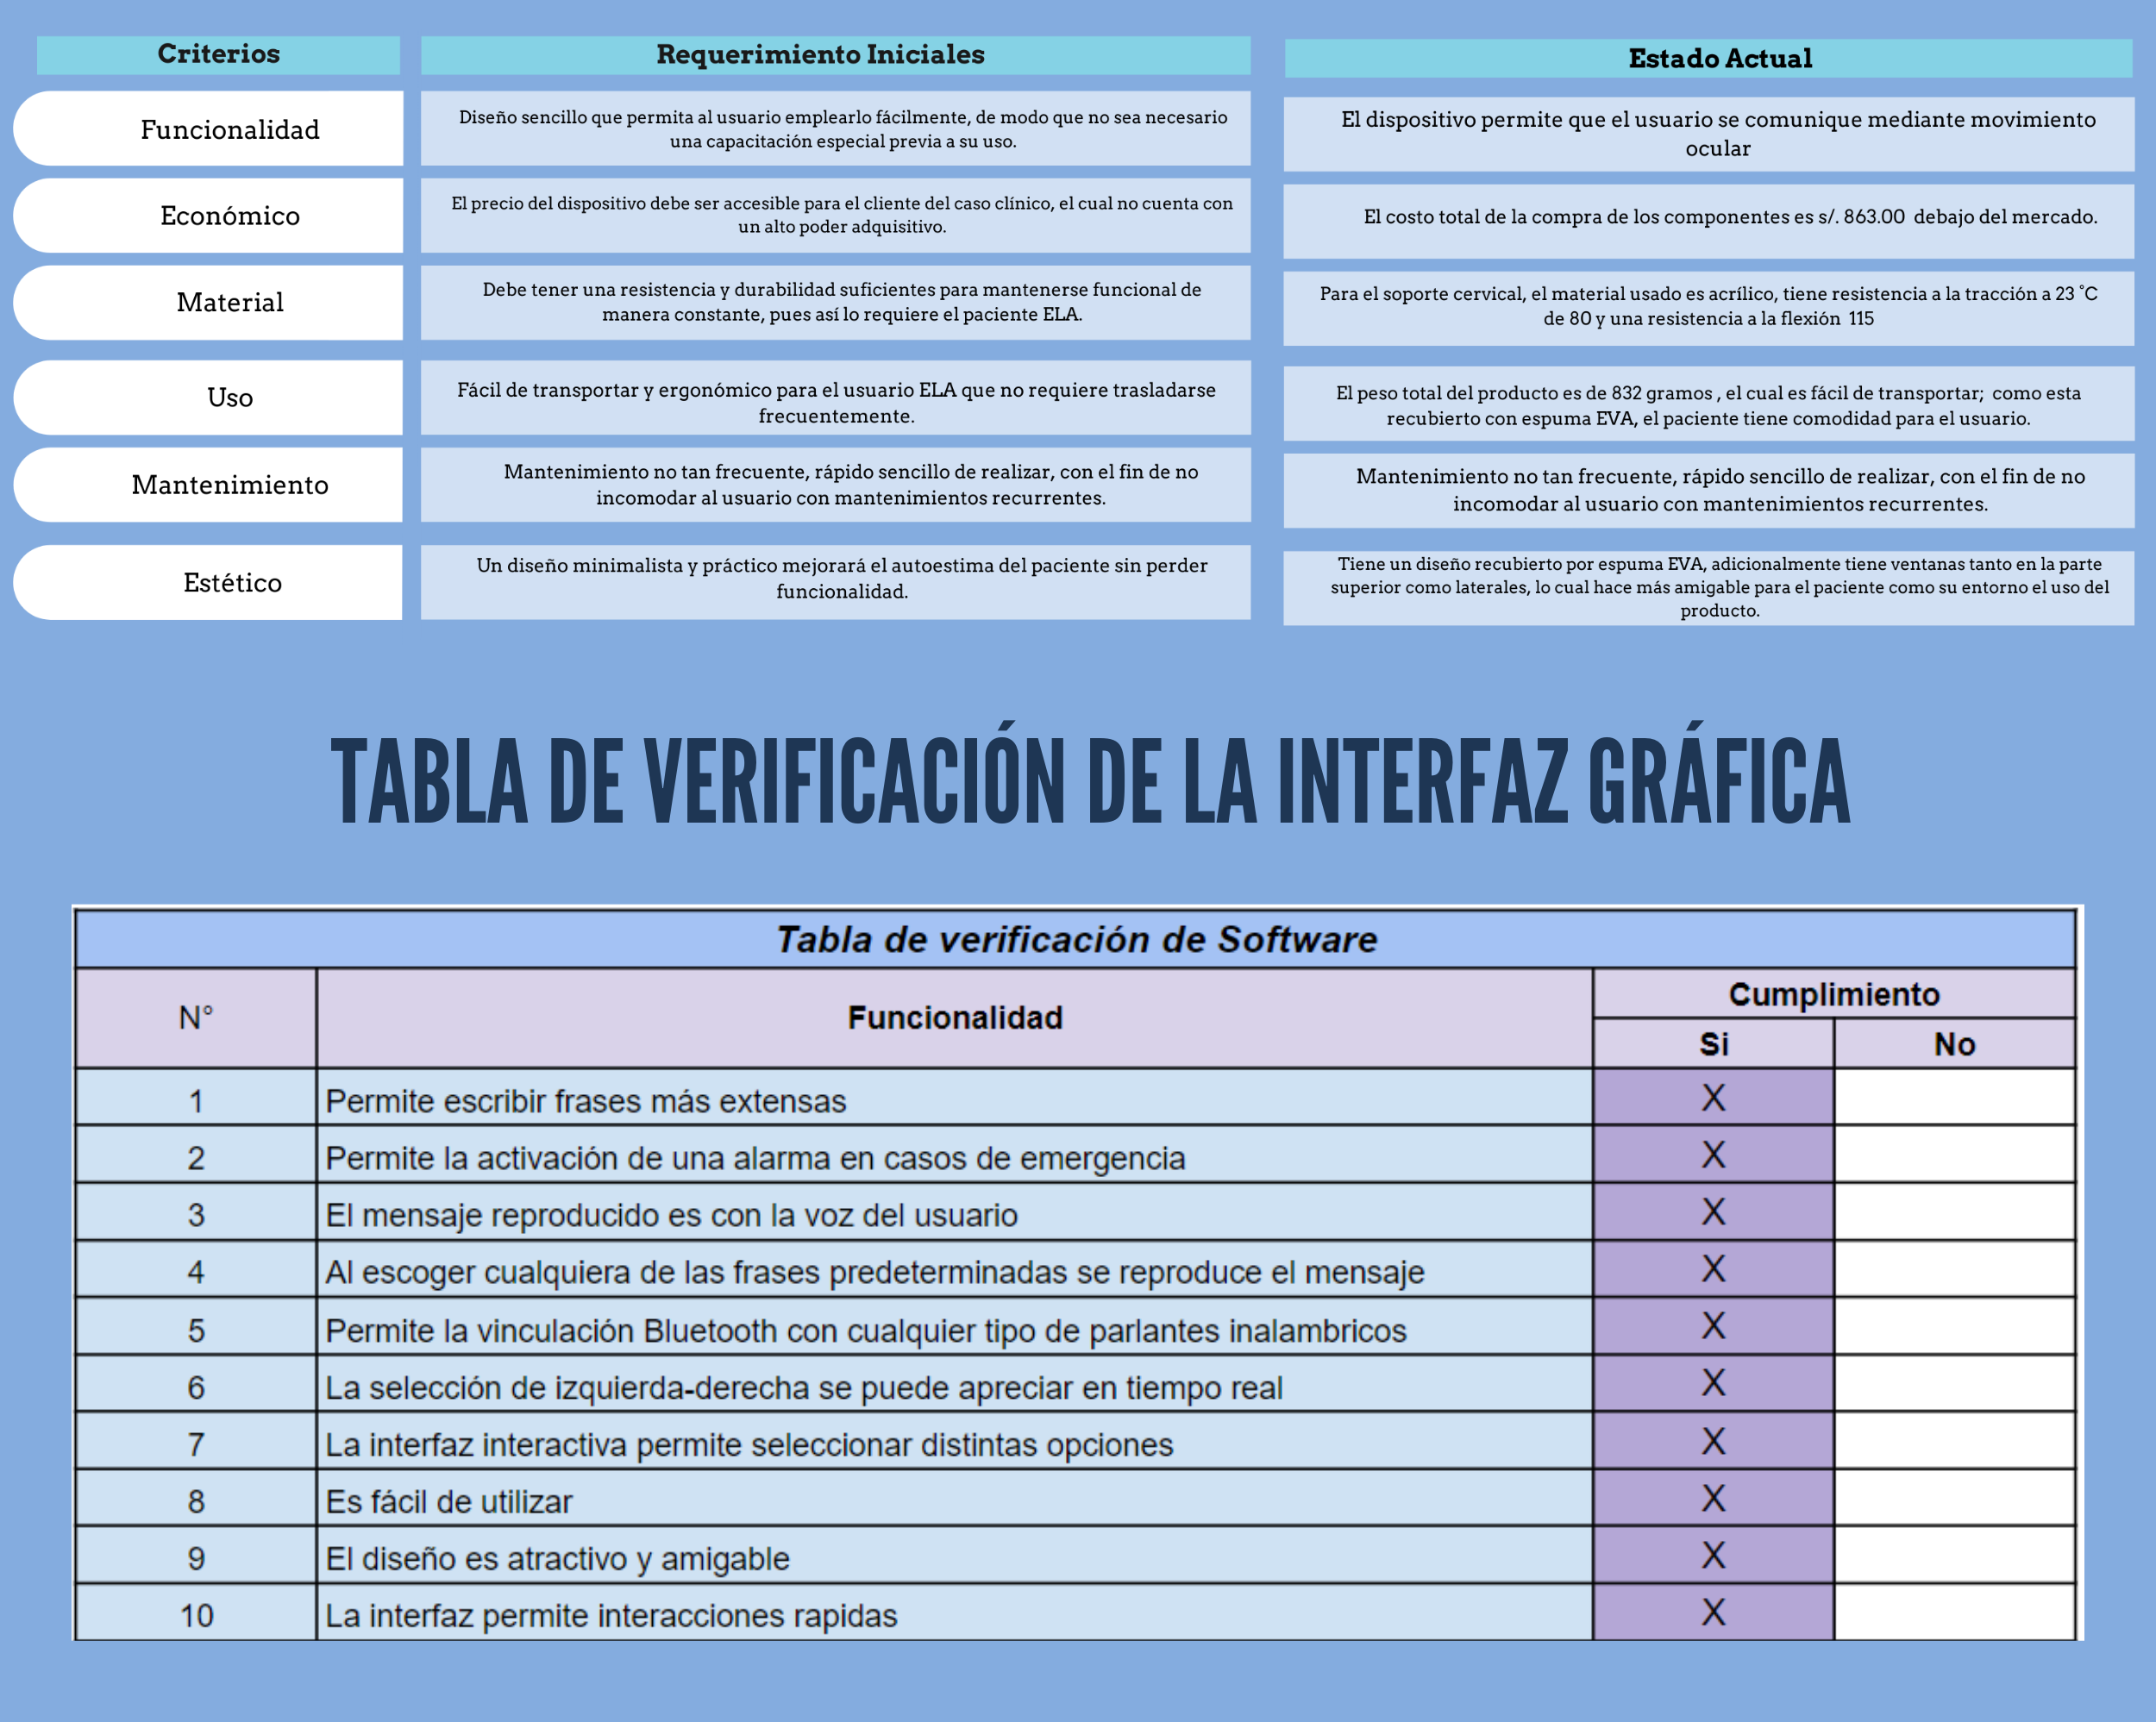 Criterios
Requerimiento Iniciales
Estado Actual
Funcionalidad
Diseño sencillo que permita al usuario emplearlo fácilmente, de modo que no sea necesario
una capacitación especial previa a su uso.
El dispositivo permite que el usuario se comunique mediante movimiento
ocular
Económico
El precio del dispositivo debe ser accesible para el cliente del caso clínico, el cual no cuenta con
un alto poder adquisitivo.
El costo total de la compra de los componentes es s/. 863.00 debajo del mercado.
Material
Debe tener una resistencia y durabilidad suficientes para mantenerse funcional de
manera constante, pues así lo requiere el paciente ELA.
Para el soporte cervical, el material usado es acrílico, tiene resistencia a la tracción a 23 °C
de 80 y una resistencia a la flexión 115
Uso
Fácil de transportar y ergonómico para el usuario ELA que no requiere trasladarse
frecuentemente.
El peso total del producto es de 832 gramos , el cual es fácil de transportar; como esta
recubierto con espuma EVA, el paciente tiene comodidad para el usuario.
Mantenimiento
Mantenimiento no tan frecuente, rápido sencillo de realizar, con el fin de no
incomodar al usuario con mantenimientos recurrentes.
Mantenimiento no tan frecuente, rápido sencillo de realizar, con el fin de no
incomodar al usuario con mantenimientos recurrentes.
Estético
Un diseño minimalista y práctico mejorará el autoestima del paciente sin perder
funcionalidad.
Tiene un diseño recubierto por espuma EVA, adicionalmente tiene ventanas tanto en la parte
superior como laterales, lo cual hace más amigable para el paciente como su entorno el uso del
producto.
TABLA DE VERIFICACIÓN DE LA INTERFAZ GRÁFICA
Tabla de verificación de Software
N° Funcionalidad Cumplimiento
Si No
1 Permite escribir frases más extensas X
2 Permite la activación de una alarma en casos de emergencia X
3 El mensaje reproducido es con la voz del usuario X
4 Al escoger cualquiera de las frases predeterminadas se reproduce el mensaje X
5 Permite la vinculación Bluetooth con cualquier tipo de parlantes inalambricos X
6 La selección de izquierda-derecha se puede apreciar en tiempo real X
7 La interfaz interactiva permite seleccionar distintas opciones X
8 Es fácil de utilizar X
9 El diseño es atractivo y amigable X
10 La interfaz permite interacciones rapidas X